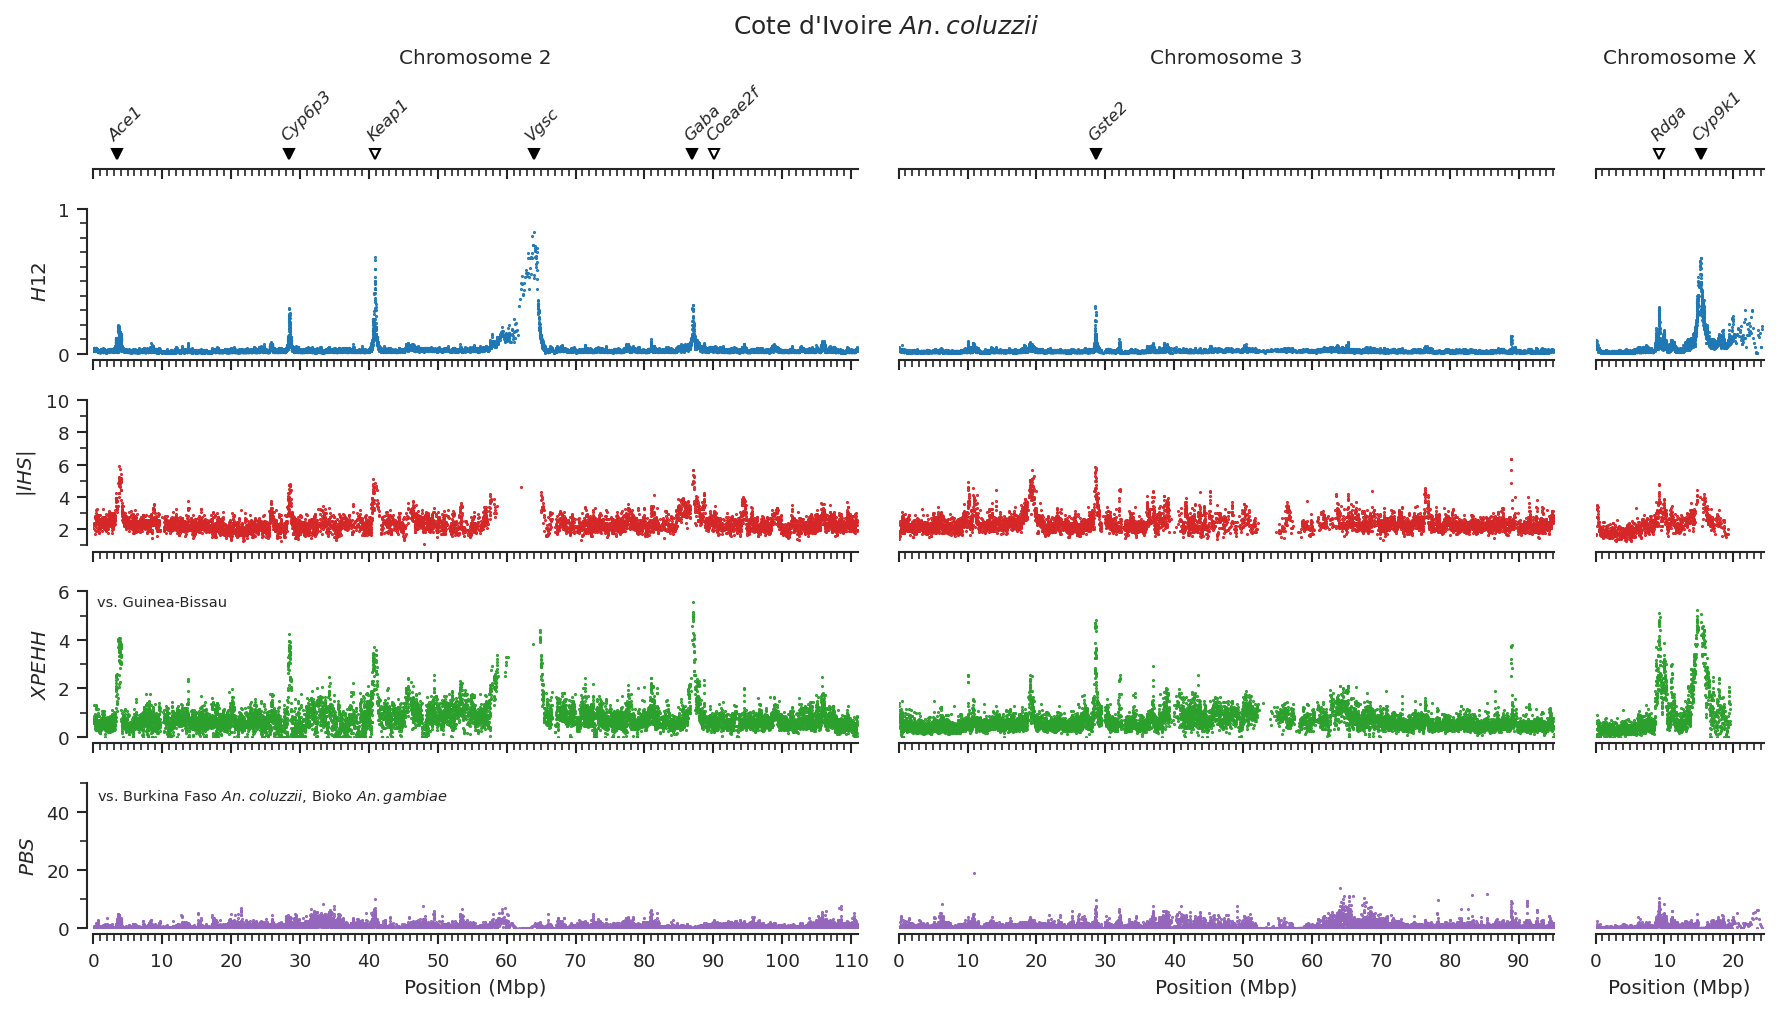 Cote d'Ivoire An. coluzzii
Chromosome 2
Chromosome 3
Chromosome X
Ace1
Cyp6p3
Keap1
Vgsc
Gaba
Coeae2f
Gste2
Rdga
Cyp9k1
H12
1
0
|IHS|
10
8
6
4
2
XPEHH
6
4
2
0
vs. Guinea-Bissau
PBS
40
20
0
vs. Burkina Faso An. coluzzii, Bioko An. gambiae
0 10 20 30 40 50 60 70 80 90 100 110
0 10 20 30 40 50 60 70 80 90
0 10 20
Position (Mbp)
Position (Mbp)
Position (Mbp)